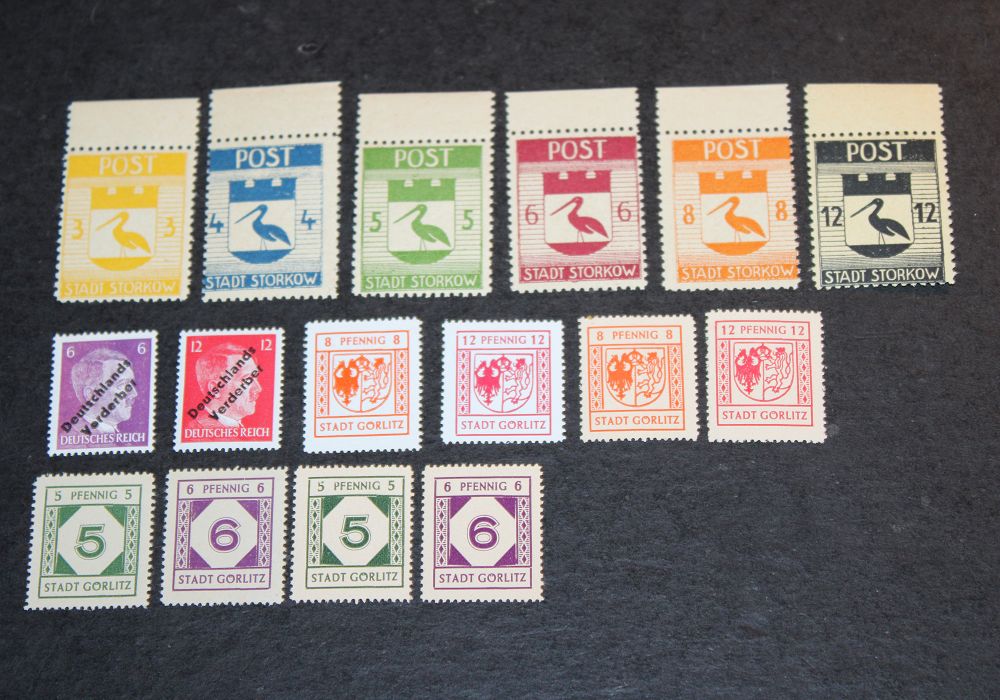 POST
3 3
STADT STORKOW
POST
4 4
STADT STORKOW
POST
5 5
STADT STORKOW
POST
6 6
STADT STORKOW
POST
8 8
STADT STORKOW
POST
12 12
STADT STORKOW
6 6
Deutschlands
Verderber
DEUTSCHES REICH
12 12
Deutschlands
Verderber
DEUTSCHES REICH
8 PFENNIG 8
STADT GÖRLITZ
12 PFENNIG 12
STADT GÖRLITZ
8 PFENNIG 8
STADT GÖRLITZ
12 PFENNIG 12
STADT GÖRLITZ
5 PFENNIG 5
5
STADT GÖRLITZ
6 PFENNIG 6
6
STADT GÖRLITZ
5 PFENNIG 5
5
STADT GÖRLITZ
6 PFENNIG 6
6
STADT GÖRLITZ